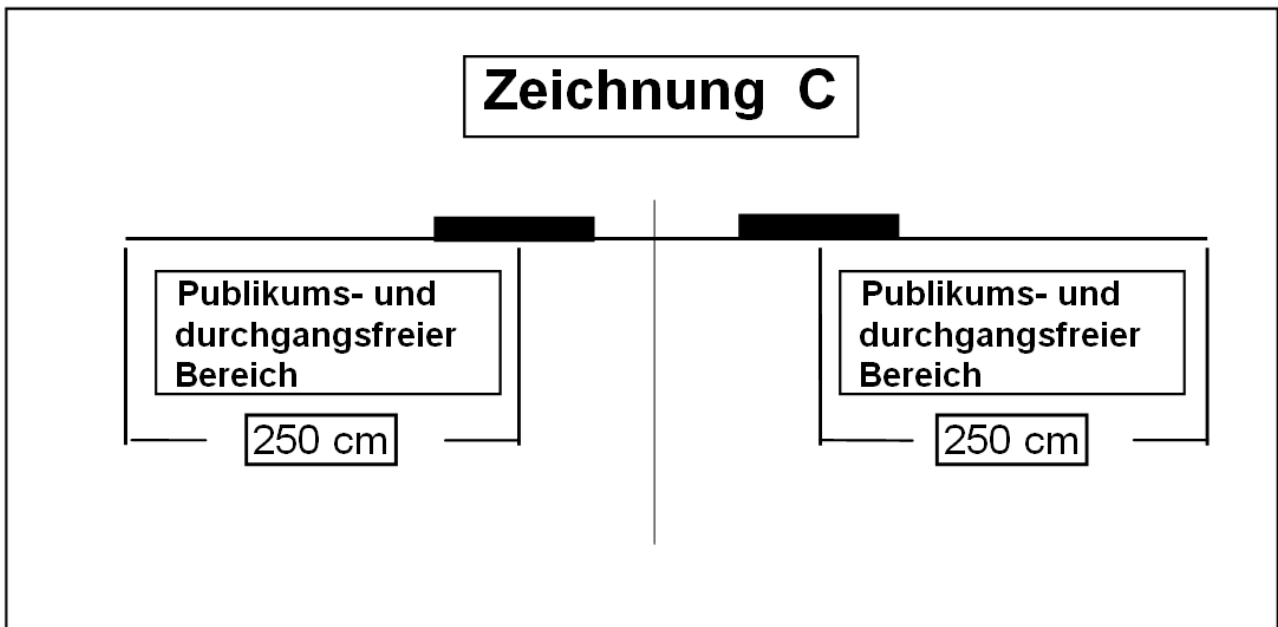 Zeichnung C
Publikums- und
durchgangsfreier
Bereich
250 cm
Publikums- und
durchgangsfreier
Bereich
250 cm